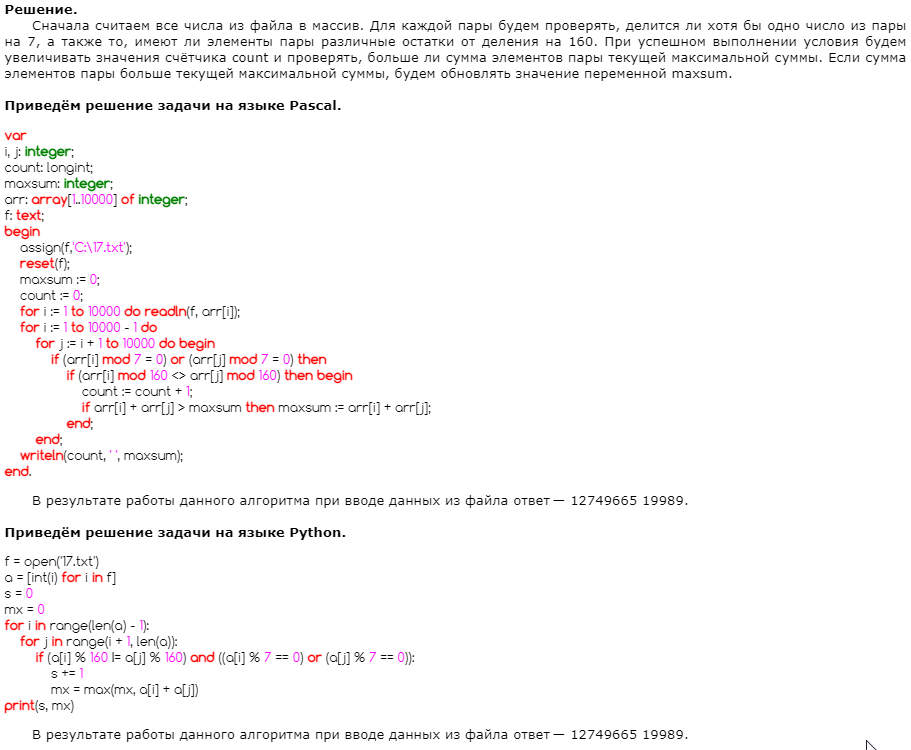 Решение.
Сначала считаем все числа из файла в массив. Для каждой пары будем проверять, делится ли хотя бы одно число из пары
на 7, а также то, имеют ли элементы пары различные остатки от деления на 160. При успешном выполнении условия будем
увеличивать значения счётчика count и проверять, больше ли сумма элементов пары текущей максимальной суммы. Если сумма
элементов пары больше текущей максимальной суммы, будем обновлять значение переменной maxsum.
Приведём решение задачи на языке Pascal.
var
i, j: integer;
count: longint;
maxsum: integer;
arr: array[1..10000] of integer;
f: text;
begin
assign(f,'C:\17.txt');
reset(f);
maxsum := 0;
count := 0;
for i := 1 to 10000 do readln(f, arr[i]);
for i := 1 to 10000 - 1 do
for j := i + 1 to 10000 do begin
if (arr[i] mod 7 = 0) or (arr[j] mod 7 = 0) then
if (arr[i] mod 160 <> arr[j] mod 160) then begin
count := count + 1;
if arr[i] + arr[j] > maxsum then maxsum := arr[i] + arr[j];
end;
end;
writeln(count, ' ', maxsum);
end.
В результате работы данного алгоритма при вводе данных из файла ответ — 12749665 19989.
Приведём решение задачи на языке Python.
f = open('17.txt')
a = [int(i) for i in f]
s = 0
mx = 0
for i in range(len(a) - 1):
for j in range(i + 1, len(a)):
if (a[i] % 160 != a[j] % 160) and ((a[i] % 7 == 0) or (a[j] % 7 == 0)):
s += 1
mx = max(mx, a[i] + a[j])
print(s, mx)
В результате работы данного алгоритма при вводе данных из файла ответ — 12749665 19989.